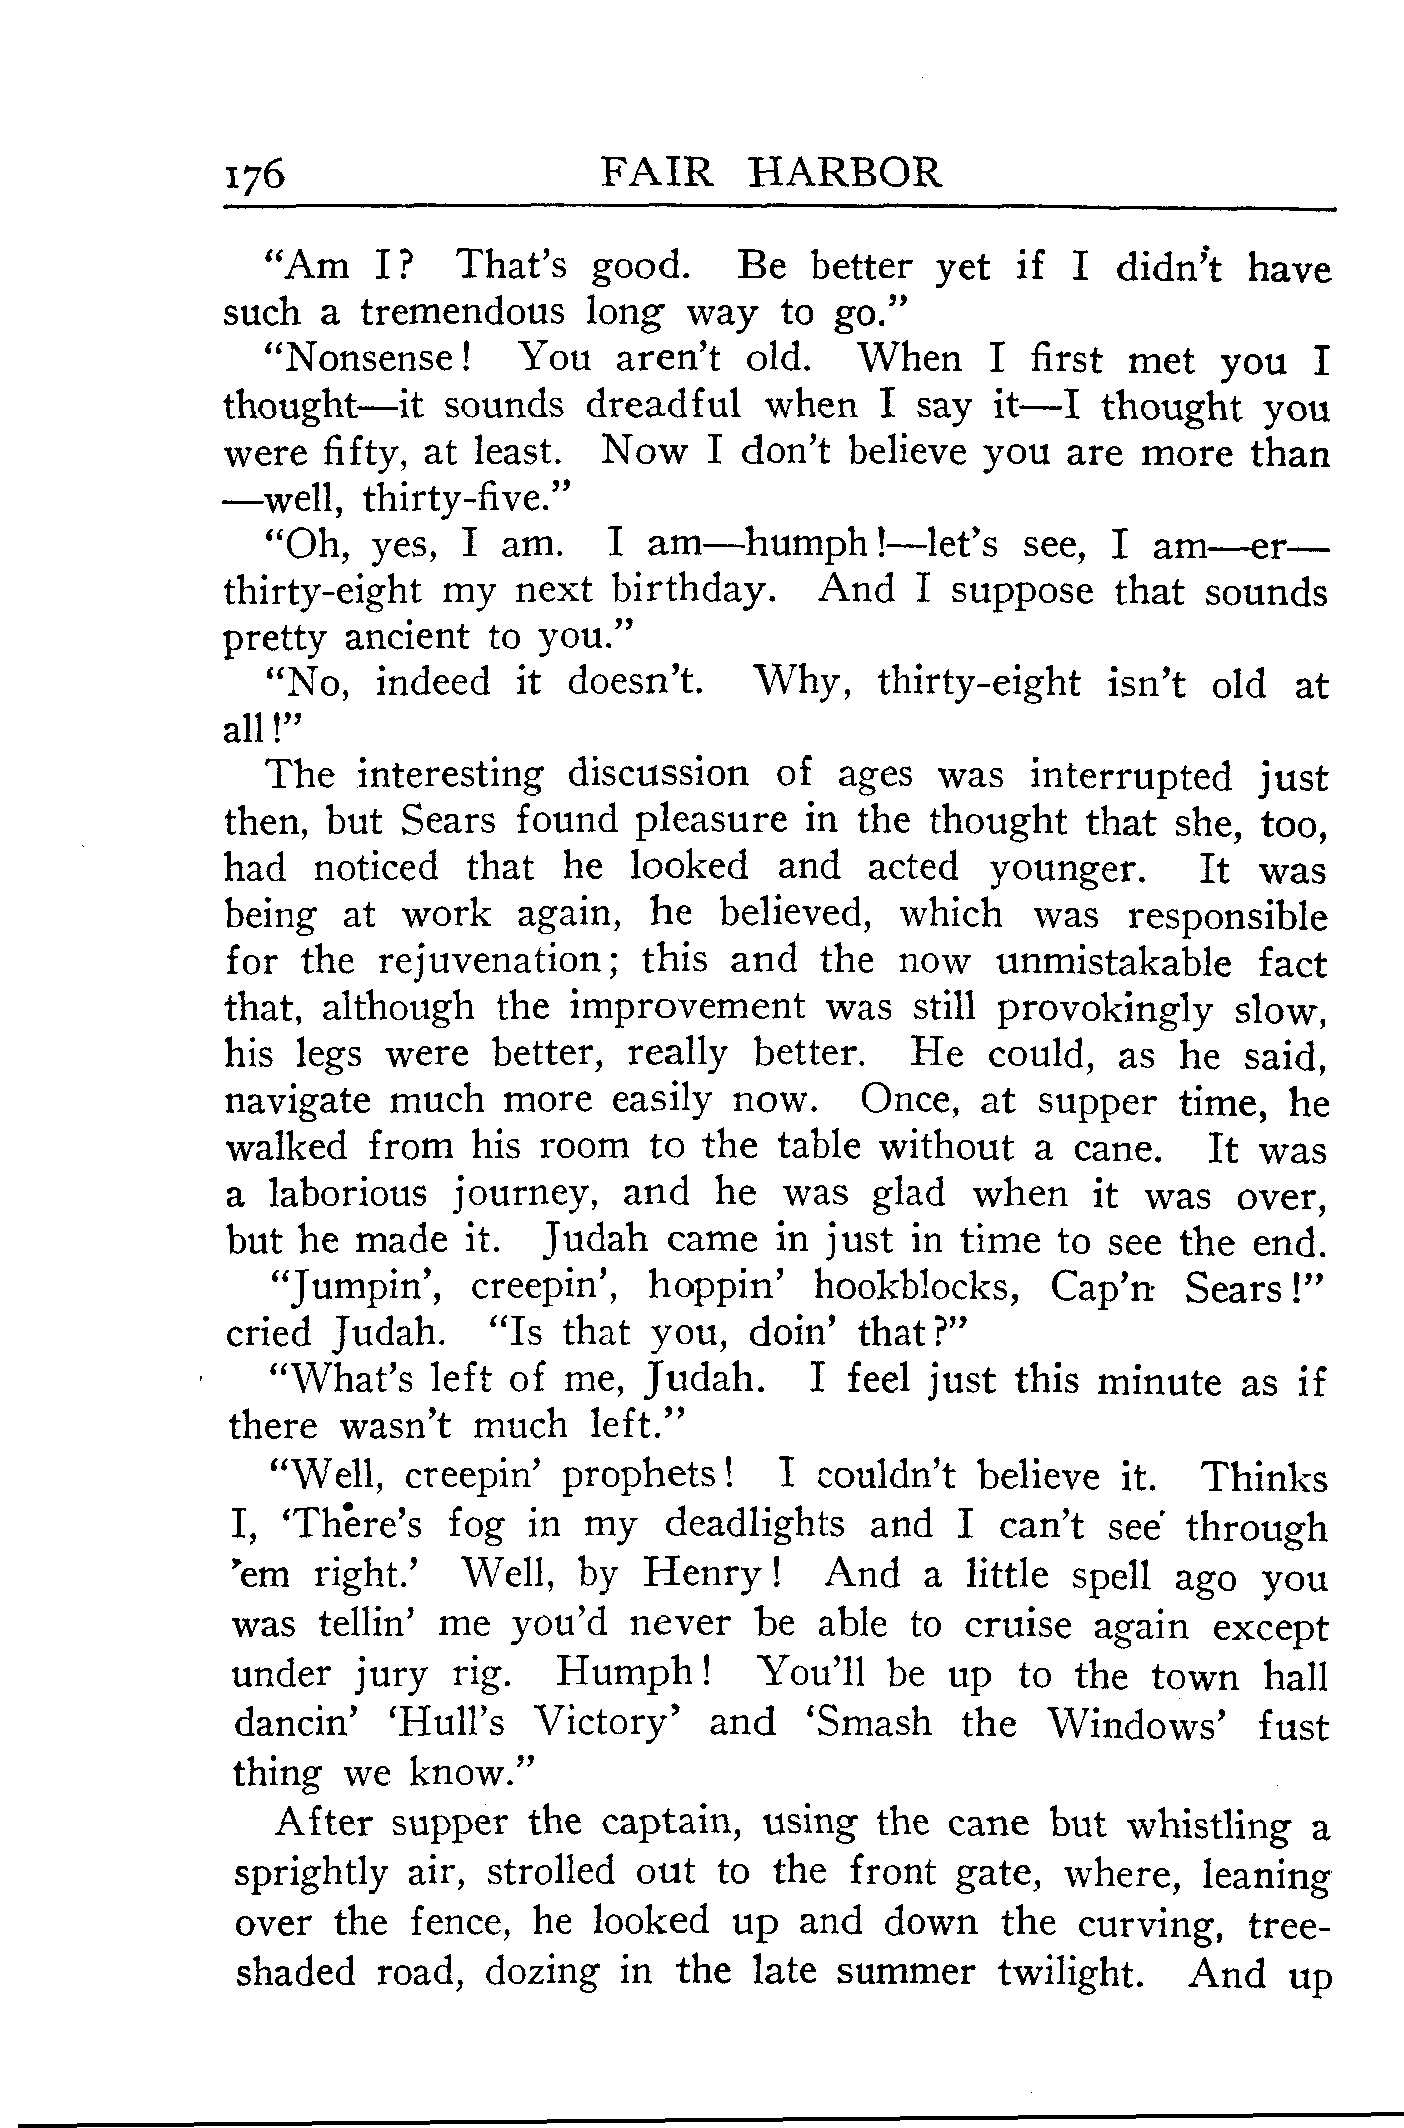 176 FAIR HARBOR
“Am I? That’s good. Be better yet if I didn’t have
such a tremendous long way to go.”
“Nonsense! You aren’t old. When I first met you I
thought—it sounds dreadful when I say it—I thought you
were fifty, at least. Now I don’t believe you are more than
—well, thirty-five.”
“Oh, yes, I am. I am—humph!—let’s see, I am—er—
thirty-eight my next birthday. And I suppose that sounds
pretty ancient to you.”
“No, indeed it doesn’t. Why, thirty-eight isn’t old at
all!”
The interesting discussion of ages was interrupted just
then, but Sears found pleasure in the thought that she, too,
had noticed that he looked and acted younger. It was
being at work again, he believed, which was responsible
for the rejuvenation; this and the now unmistakable fact
that, although the improvement was still provokingly slow,
his legs were better, really better. He could, as he said,
navigate much more easily now. Once, at supper time, he
walked from his room to the table without a cane. It was
a laborious journey, and he was glad when it was over,
but he made it. Judah came in just in time to see the end.
“Jumpin’, creepin’, hoppin’ hookblocks, Cap’n Sears!”
cried Judah. “Is that you, doin’ that?”
“What’s left of me, Judah. I feel just this minute as if
there wasn’t much left.”
“Well, creepin’ prophets! I couldn’t believe it. Thinks
I, ‘There’s fog in my deadlights and I can’t see through
’em right.’ Well, by Henry! And a little spell ago you
was tellin’ me you’d never be able to cruise again except
under jury rig. Humph! You’ll be up to the town hall
dancin’ ‘Hull’s Victory’ and ‘Smash the Windows’ fust
thing we know.”
After supper the captain, using the cane but whistling a
sprightly air, strolled out to the front gate, where, leaning
over the fence, he looked up and down the curving, tree-
shaded road, dozing in the late summer twilight. And up